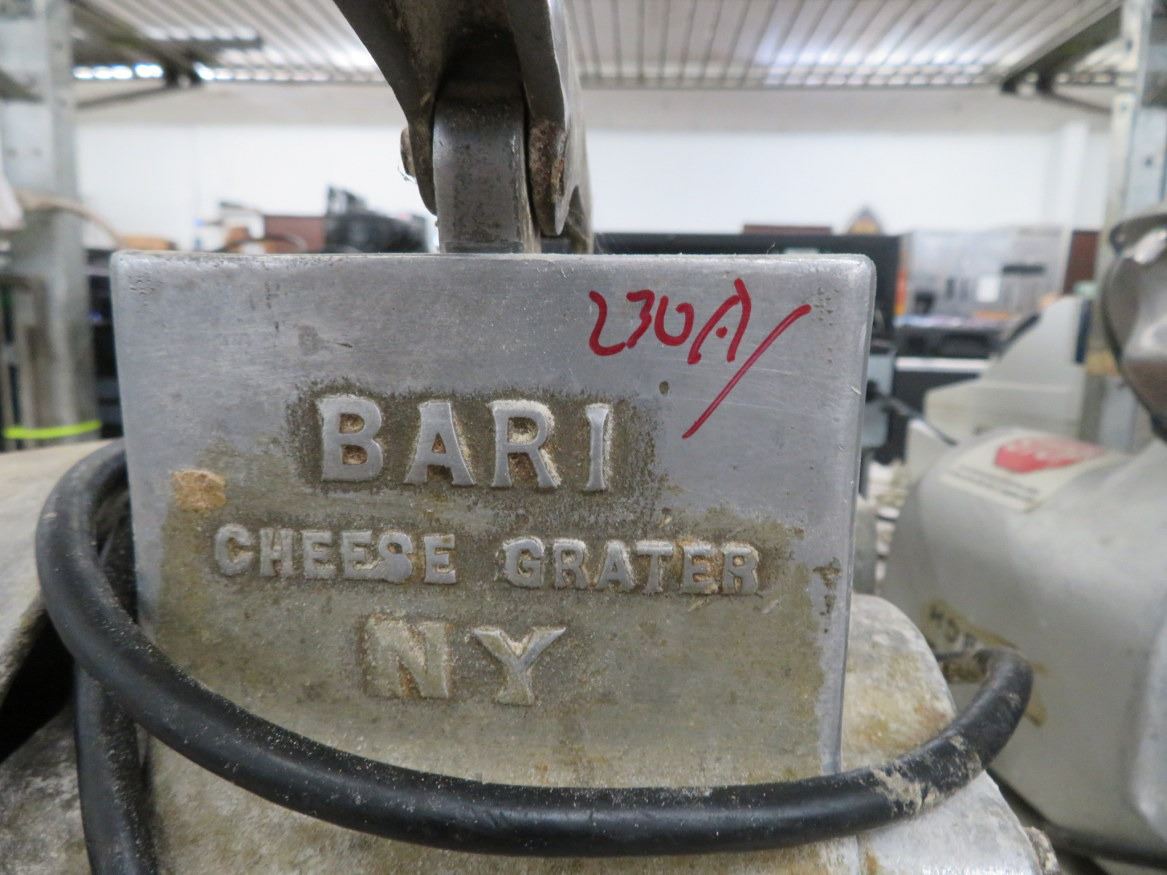 230A/
BARI
CHEESE GRATER
NY